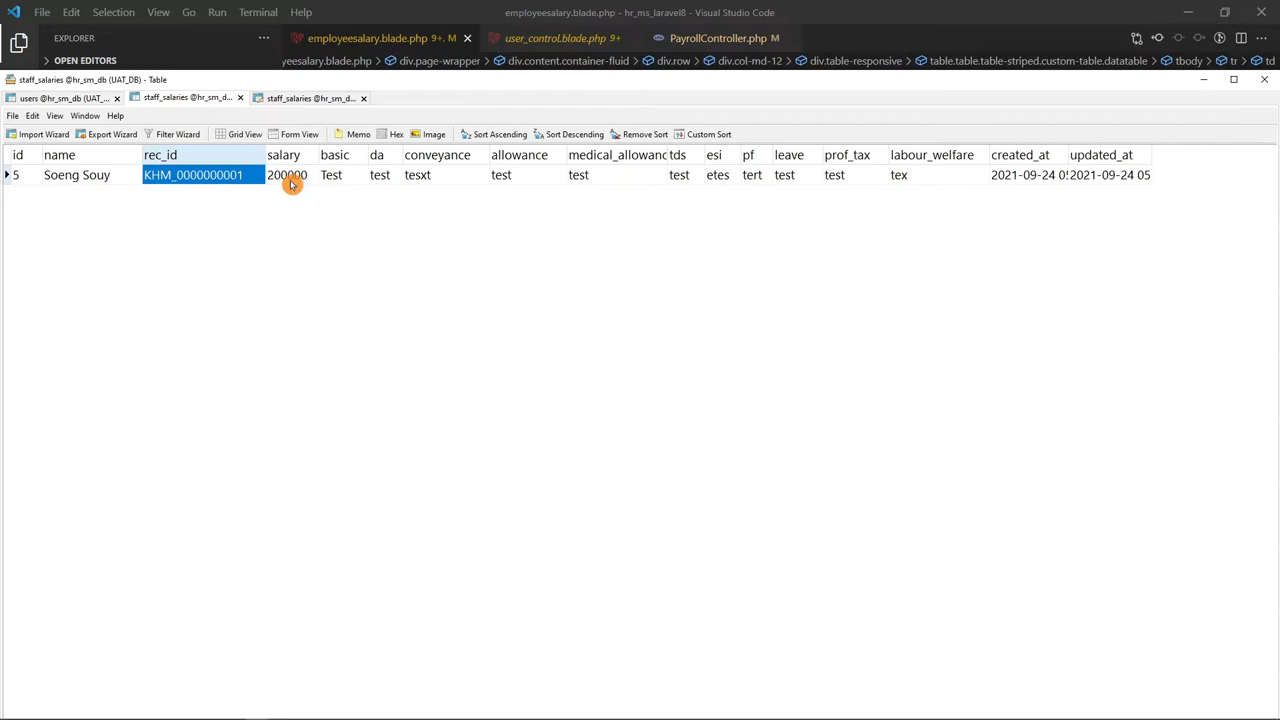 File Edit Selection View Go Run Terminal Help employeesalary.blade.php - hr_ms_laravel8 - Visual Studio Code
EXPLORER ··· employeesalary.blade.php 9+, M user_control.blade.php 9+ PayrollController.php M
OPEN EDITORS yeesalary.blade.php > div.page-wrapper > div.content.container-fluid > div.row > div.col-md-12 > div.table-responsive > table.table.table-striped.custom-table.datatable > tbody > tr > td
staff_salaries @hr_sm_db (UAT_DB) - Table
users @hr_sm_db (UAT_... staff_salaries @hr_sm_d... staff_salaries @hr_sm_d...
File Edit View Window Help
Import Wizard Export Wizard Filter Wizard Grid View Form View Memo Hex Image Sort Ascending Sort Descending Remove Sort Custom Sort
id name rec_id salary basic da conveyance allowance medical_allowanc tds esi pf leave prof_tax labour_welfare created_at updated_at
5 Soeng Souy KHM_0000000001 200000 Test test tesxt test test test etes tert test test tex 2021-09-24 05 2021-09-24 05